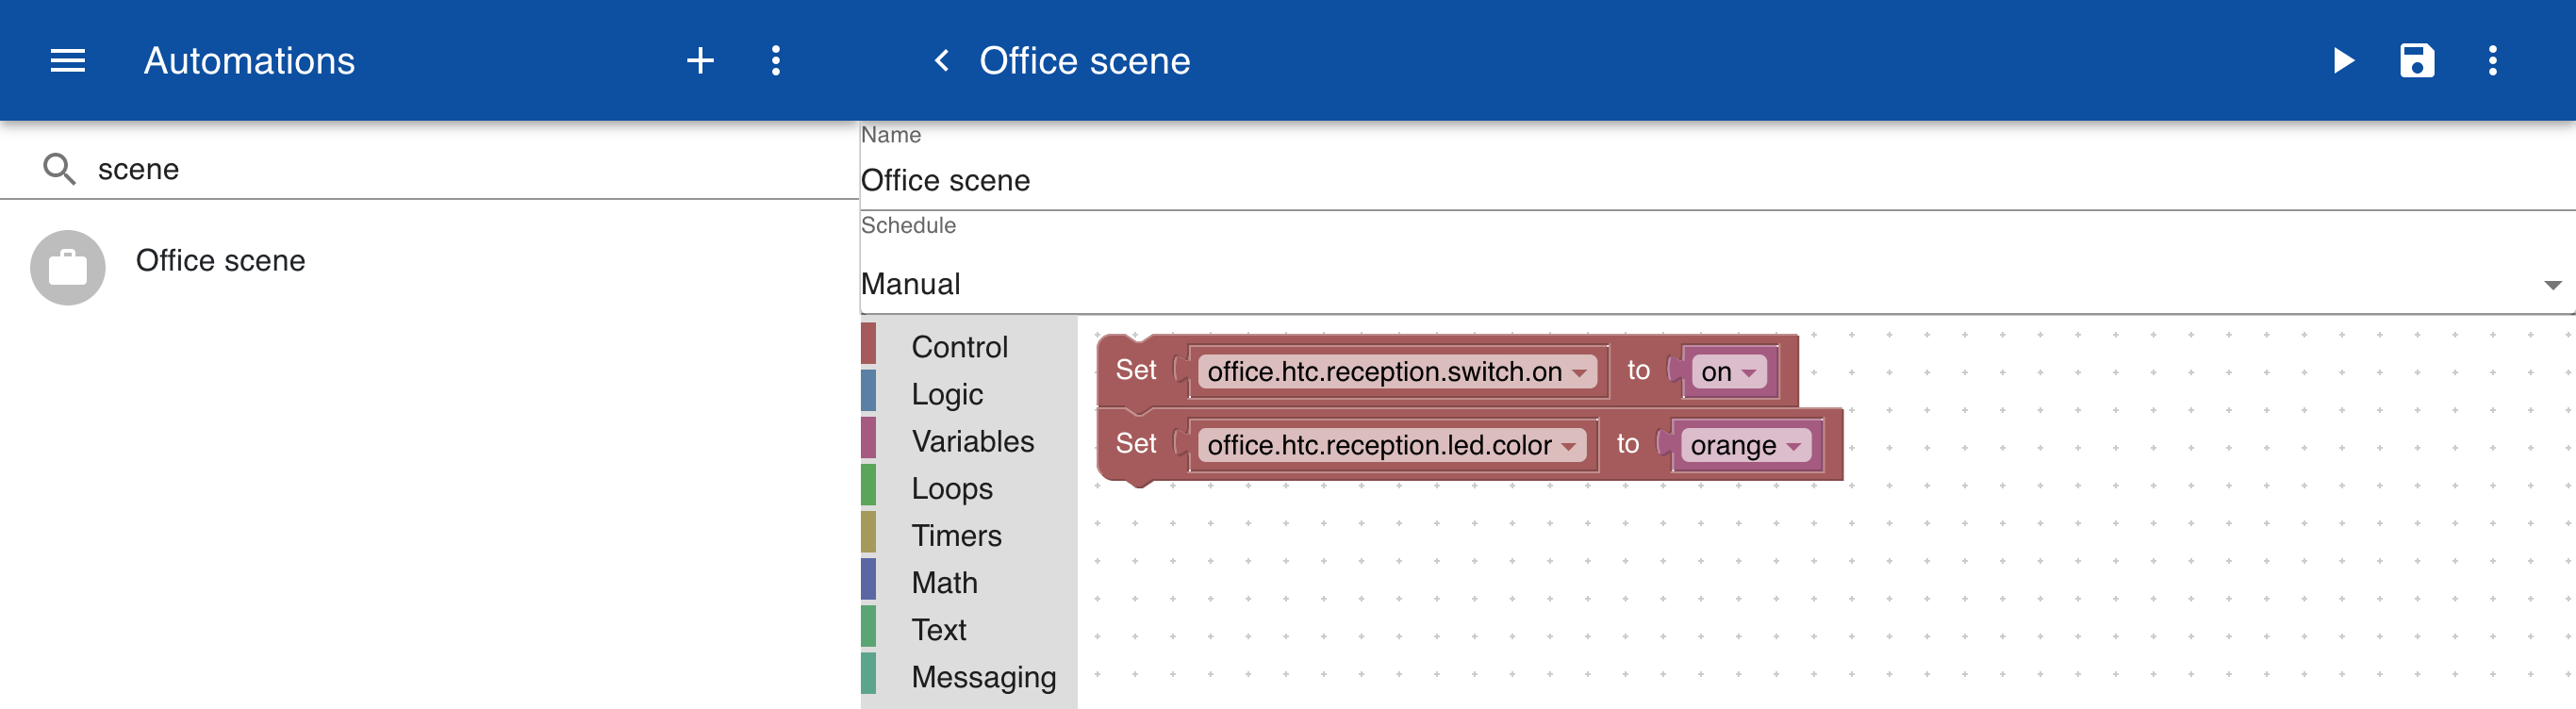 Automations
scene
Office scene
Office scene
Name
Office scene
Schedule
Manual
Control
Logic
Variables
Loops
Timers
Math
Text
Messaging
Set office.htc.reception.switch.on to on
Set office.htc.reception.led.color to orange